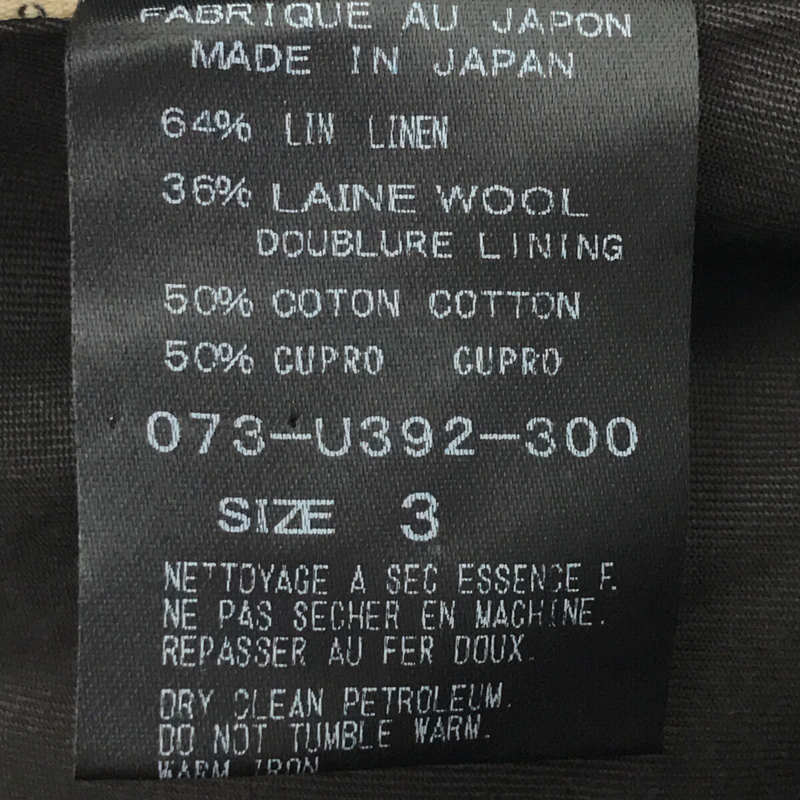 FABRIQUE AU JAPON
MADE IN JAPAN
64% LIN LINEN
36% LAINE WOOL
DOUBLURE LINING
50% COTON COTTON
50% CUPRO CUPRO
073-U392-300
SIZE 3
NETTOYAGE A SEC ESSENCE F.
NE PAS SECHER EN MACHINE.
REPASSER AU FER DOUX.
DRY CLEAN PETROLEUM.
DO NOT TUMBLE WARM.
WARM IRON